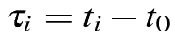 τᵢ = tᵢ − t₀